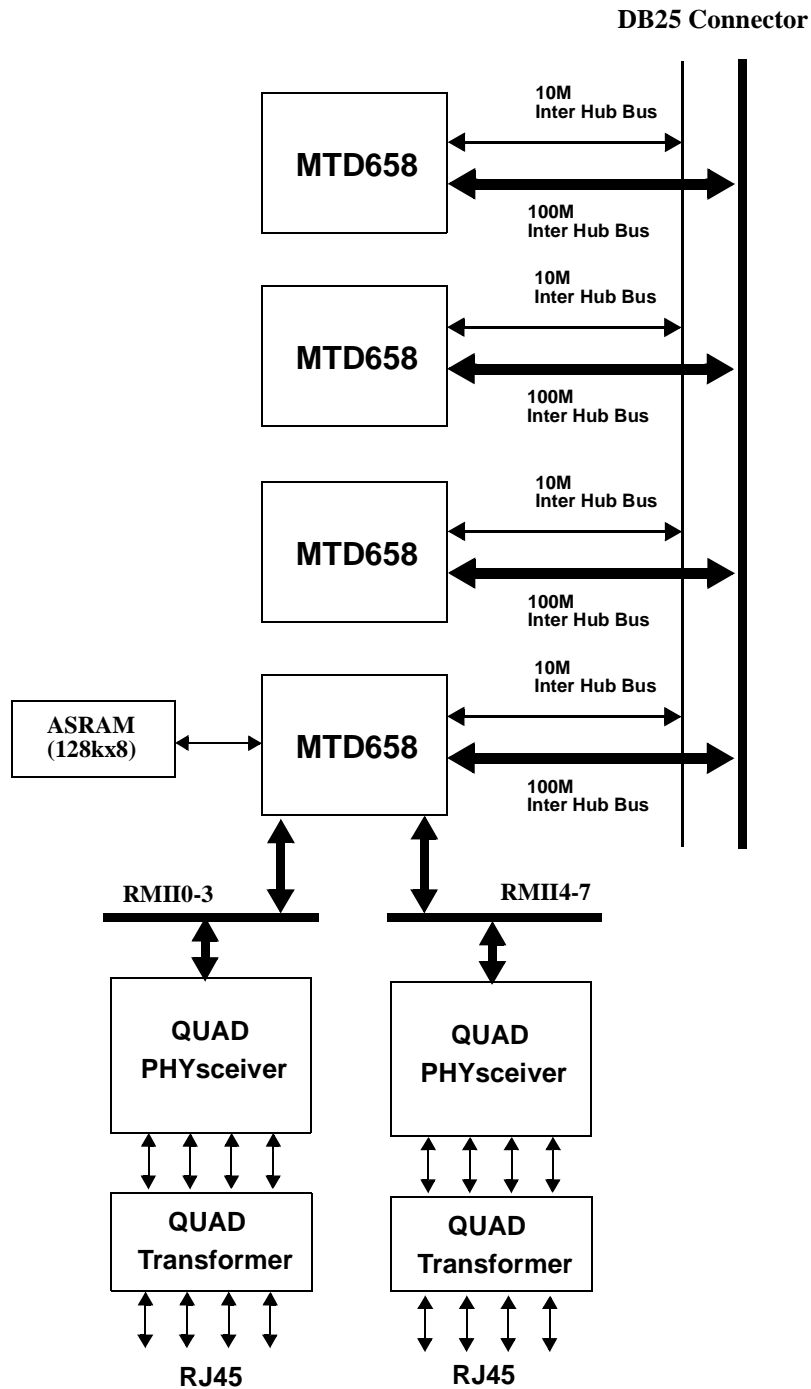 DB25 Connector
10M
Inter Hub Bus
MTD658
100M
Inter Hub Bus
10M
Inter Hub Bus
MTD658
100M
Inter Hub Bus
10M
Inter Hub Bus
MTD658
100M
Inter Hub Bus
10M
Inter Hub Bus
ASRAM
(128kx8)
MTD658
100M
Inter Hub Bus
RMII0-3
RMII4-7
QUAD
PHYsceiver
QUAD
PHYsceiver
QUAD
Transformer
QUAD
Transformer
RJ45
RJ45